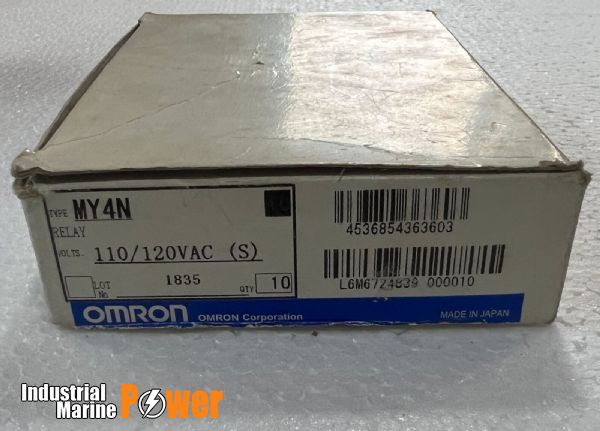 TYPE MY4N
RELAY
VOLTS. 110/120VAC (S)
LOT No 1835 QTY 10
4536854363603
L6M6724839 000010
OMRON OMRON Corporation MADE IN JAPAN
Industrial
Marine Power